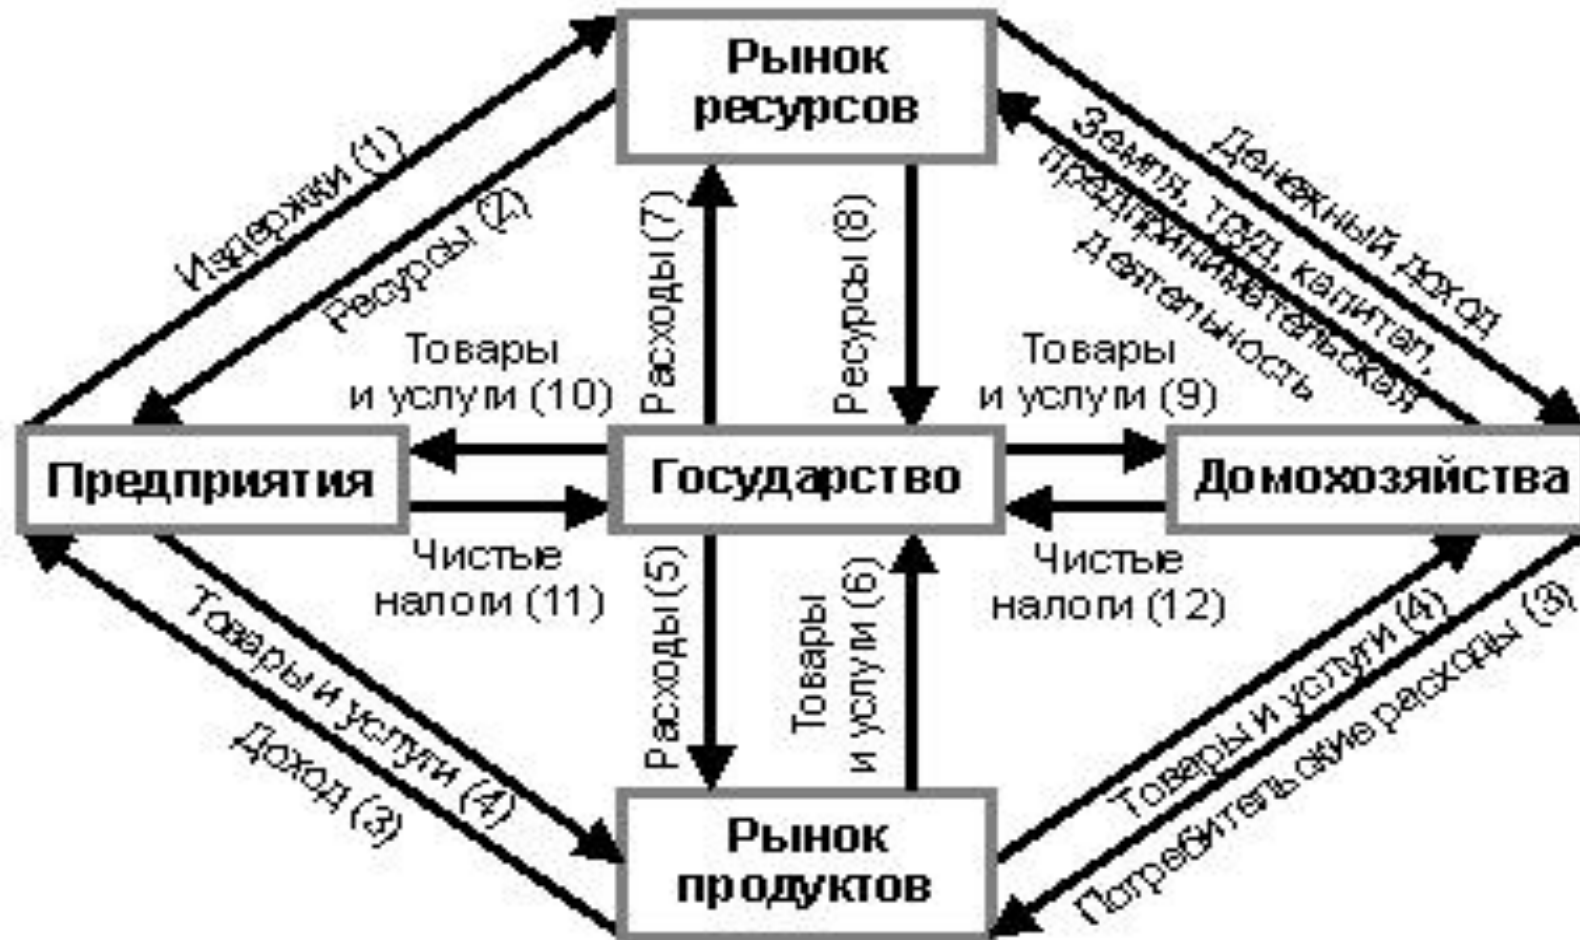 Рынок
ресурсов
Издержки (1)
Ресурсы (2)
Расходы (7)
Ресурсы (8)
Денежный доход
Земля, труд, капитал,
предпринимательская
деятельность
Товары
и услуги (10)
Товары
и услуги (9)
Предприятия
Государство
Домохозяйства
Чистые
налоги (11)
Чистые
налоги (12)
Расходы (5)
Товары
и услуги (6)
Товары и услуги (4)
Доход (3)
Товары и услуги (4)
Потребительские расходы (3)
Рынок
продуктов